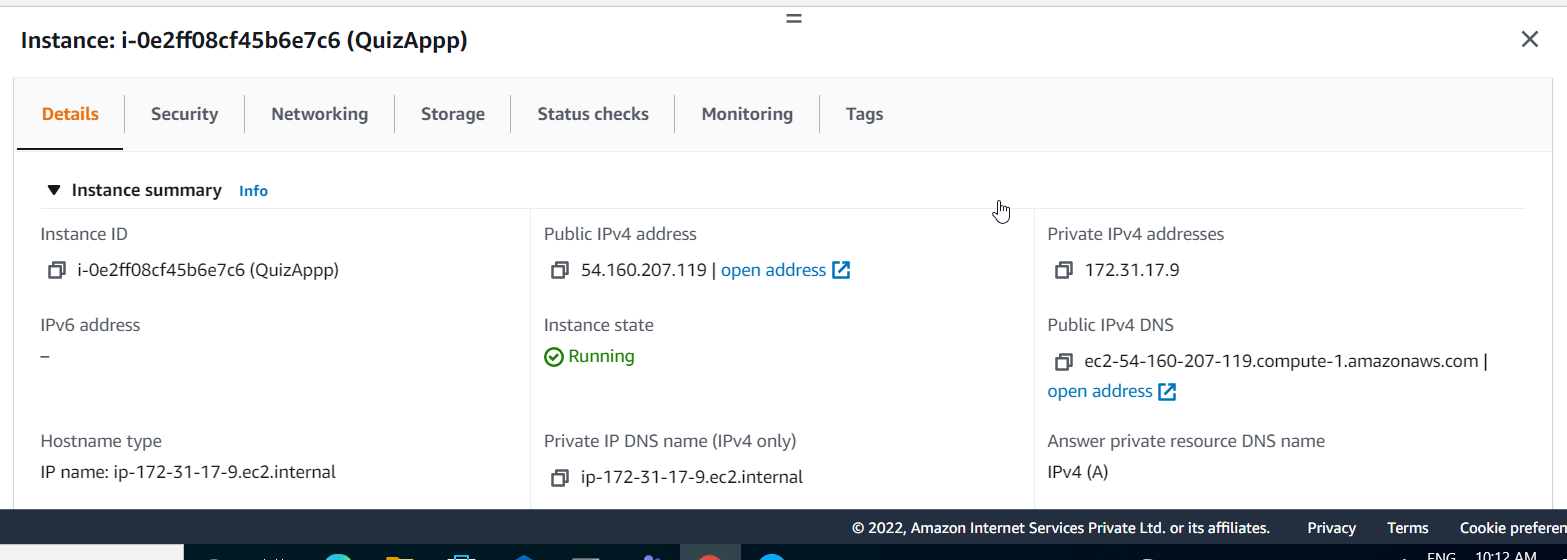 Instance: i-0e2ff08cf45b6e7c6 (QuizAppp)
Details Security Networking Storage Status checks Monitoring Tags
Instance summary Info
Instance ID
i-0e2ff08cf45b6e7c6 (QuizAppp)
Public IPv4 address
54.160.207.119 | open address
Private IPv4 addresses
172.31.17.9
IPv6 address
–
Instance state
Running
Public IPv4 DNS
ec2-54-160-207-119.compute-1.amazonaws.com |
open address
Hostname type
IP name: ip-172-31-17-9.ec2.internal
Private IP DNS name (IPv4 only)
ip-172-31-17-9.ec2.internal
Answer private resource DNS name
IPv4 (A)
© 2022, Amazon Internet Services Private Ltd. or its affiliates. Privacy Terms Cookie preferen
ENG 10:12 AM